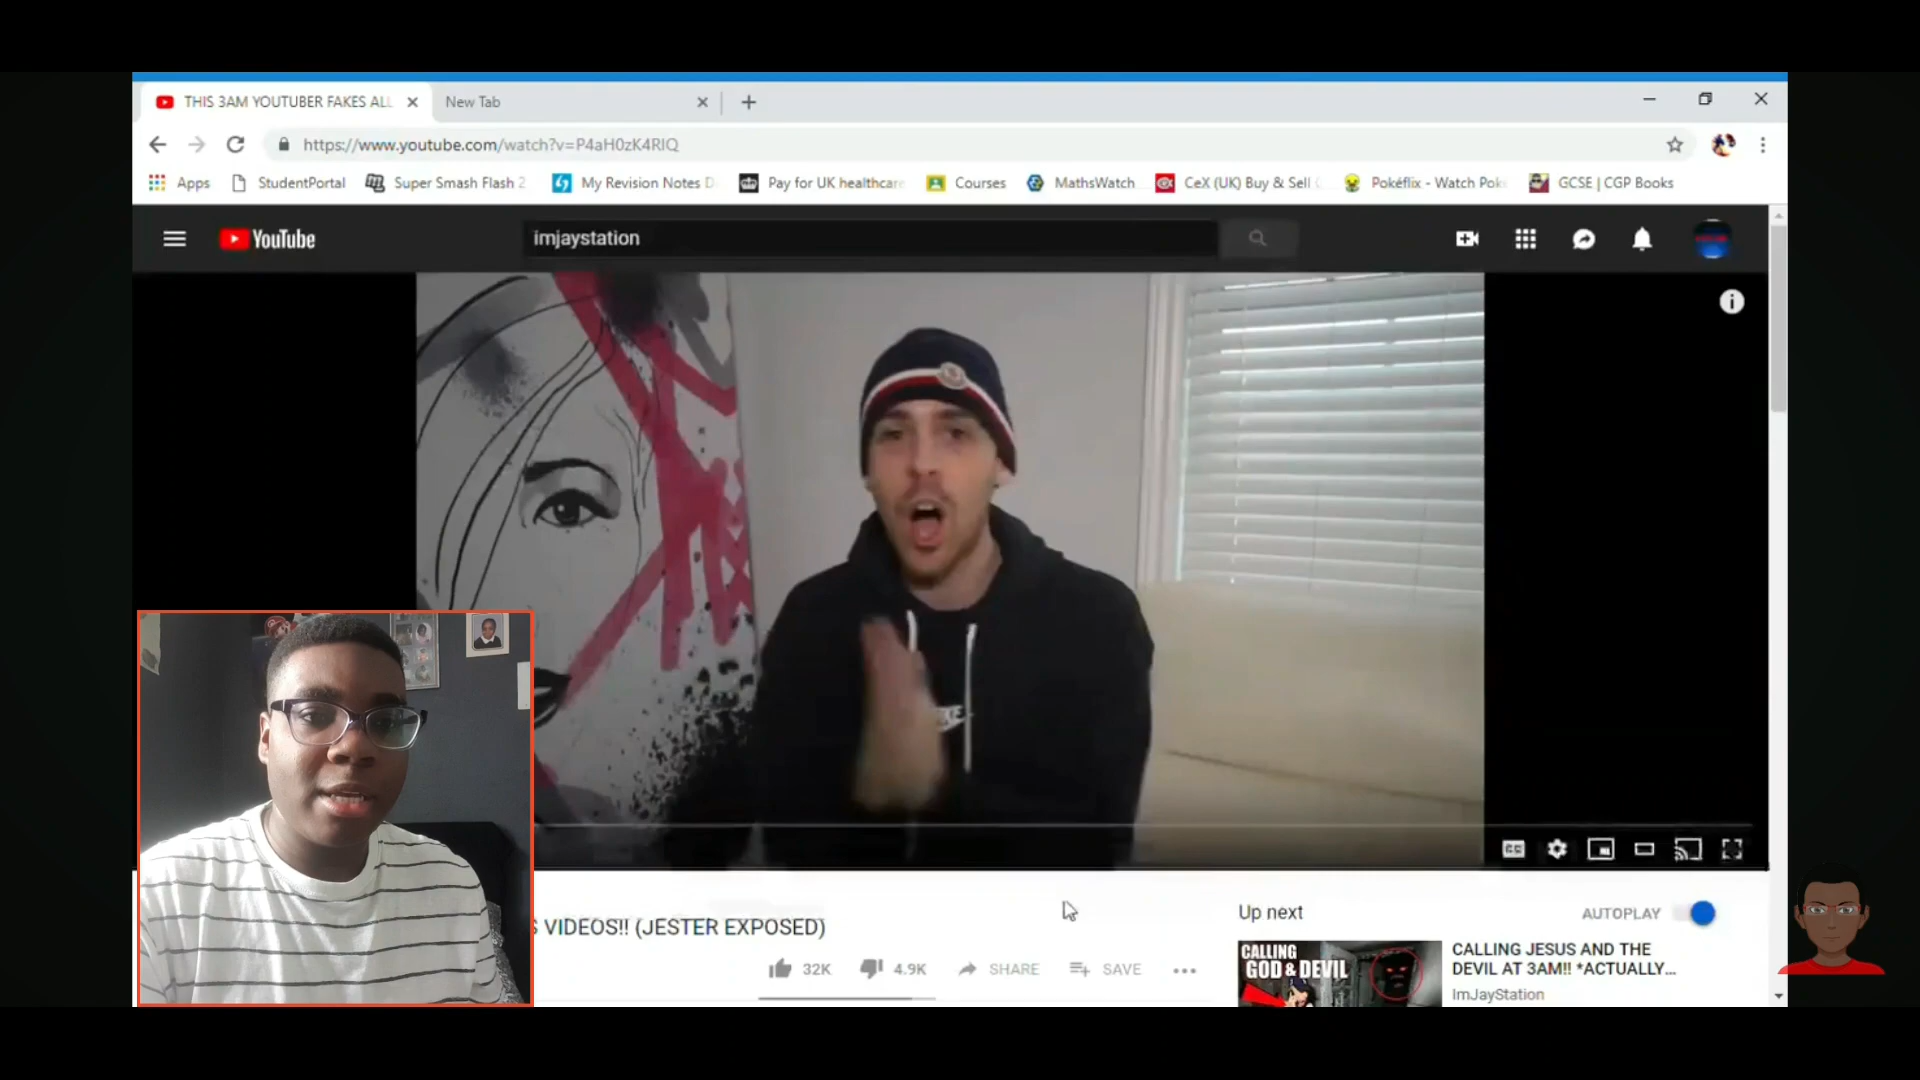 THIS 3AM YOUTUBER FAKES ALL
New Tab
https://www.youtube.com/watch?v=P4aH0zK4RlQ
Apps
StudentPortal
Super Smash Flash 2
My Revision Notes D
Pay for UK healthcare
Courses
MathsWatch
CeX (UK) Buy & Sell
Pokéflix - Watch Pok
GCSE | CGP Books
YouTube
imjaystation
CC
S VIDEOS!! (JESTER EXPOSED)
32K
4.9K
SHARE
SAVE
Up next
AUTOPLAY
CALLING
GOD & DEVIL
CALLING JESUS AND THE
DEVIL AT 3AM!! *ACTUALLY...
ImJayStation